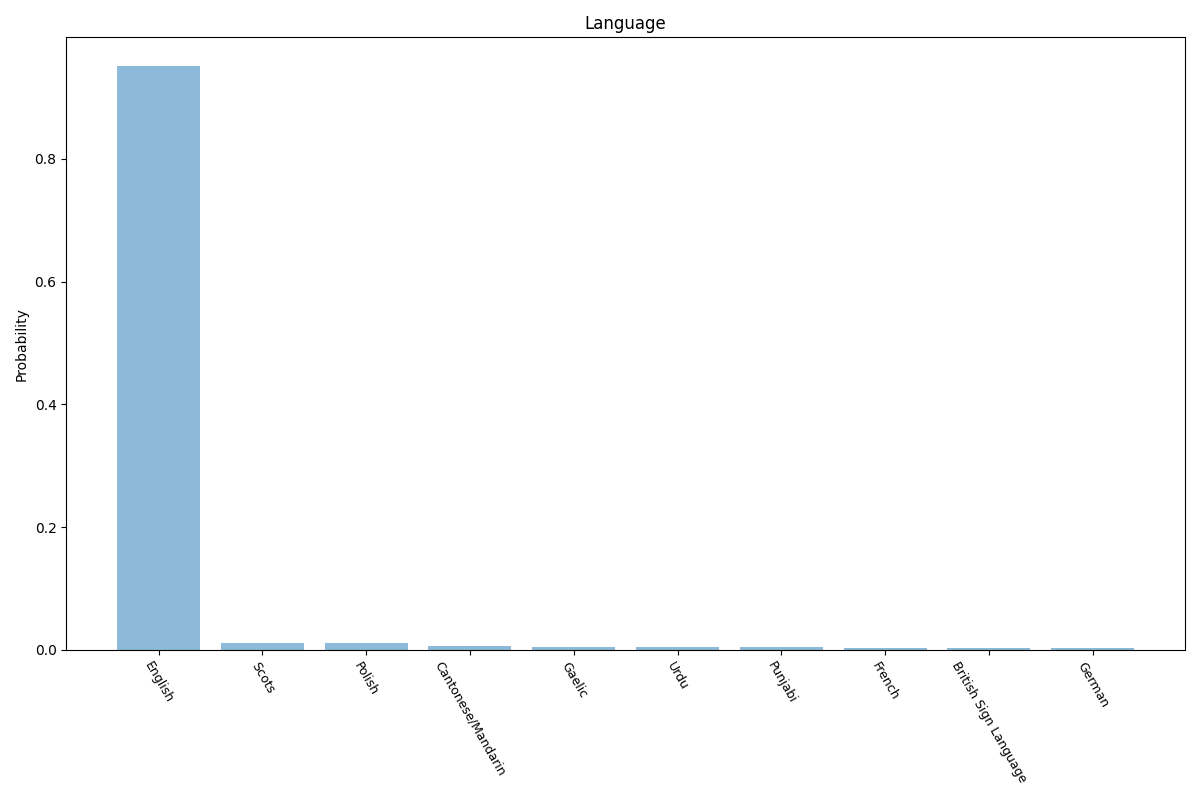 Language
Probability
0.8
0.6
0.4
0.2
0.0
English
Scots
Polish
Cantonese/Mandarin
Gaelic
Urdu
Punjabi
French
British Sign Language
German